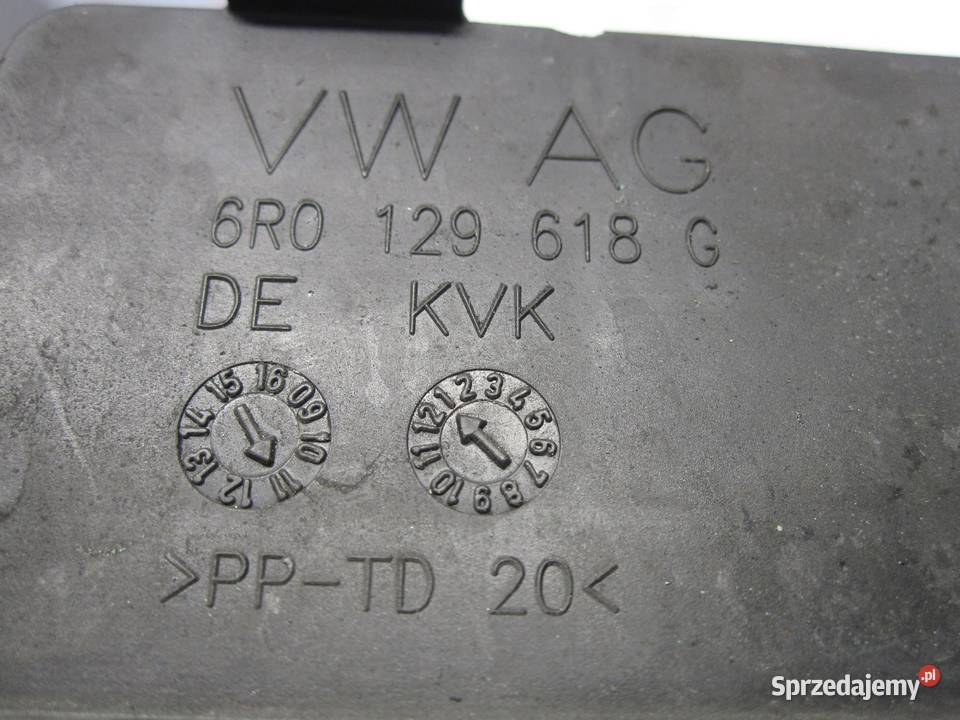 VW AG
6R0 129 618 G
DE KVK
09 10 11 12 13 14 15 16
1 2 3 4 5 6 7 8 9 10 11 12
>PP-TD 20<
Sprzedajemy.pl